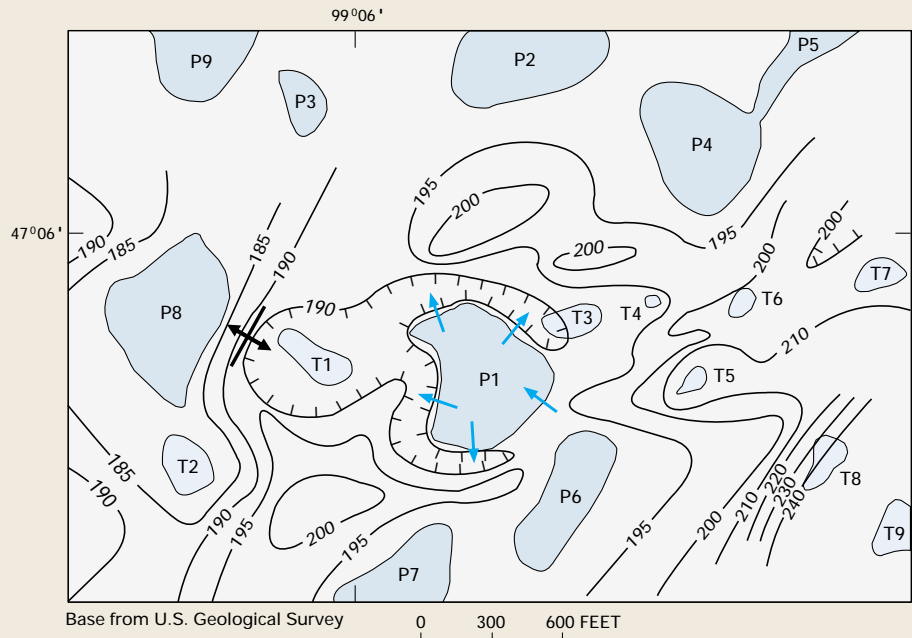 99°06'
P9
P2
P5
P3
P4
195
200
47°06'
190
185
185
190
200
195
200
200
T7
P8
190
T3
T4
T6
T1
210
P1
T5
185
T2
190
190
195
200
195
P7
P6
195
200
210
220
230
240
T8
T9
Base from U.S. Geological Survey
0 300 600 FEET